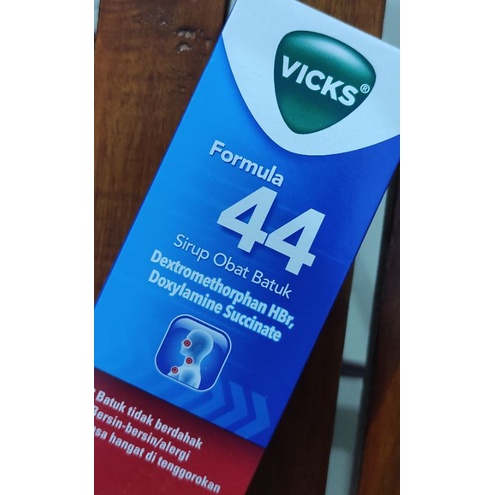 VICKS®
Formula
44
Sirup Obat Batuk
Dextromethorphan HBr,
Doxylamine Succinate
Batuk tidak berdahak
Bersin-bersin/alergi
hangat di tenggorokan